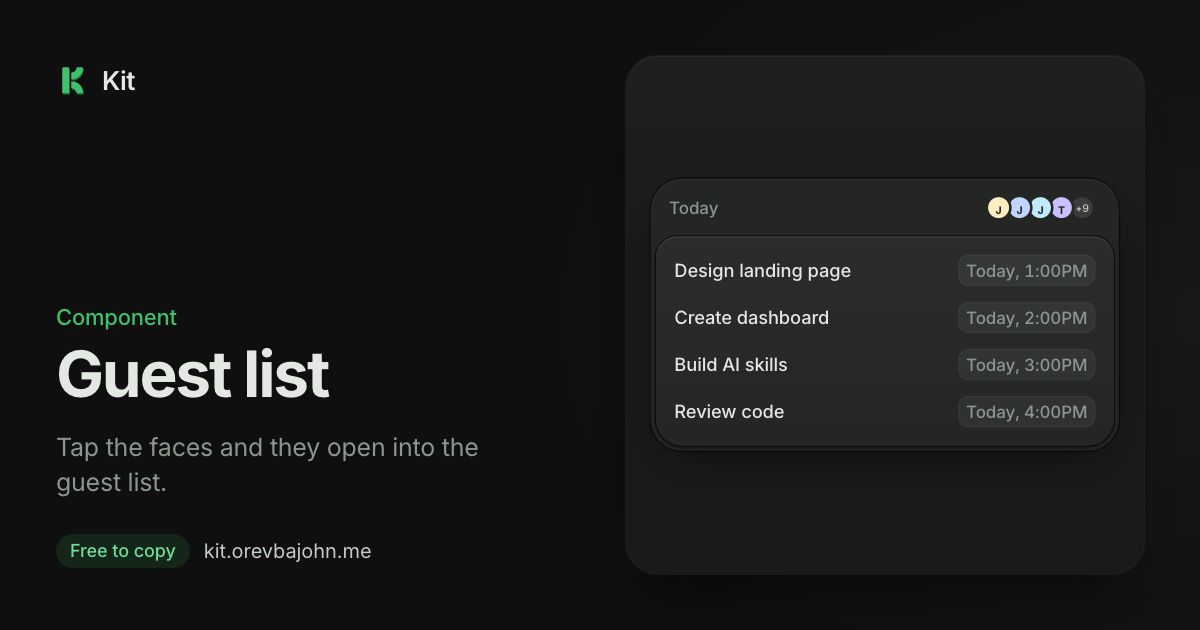 Kit
Component
Guest list
Tap the faces and they open into the
guest list.
Free to copy kit.orevbajohn.me
Today J J J T +9
Design landing page Today, 1:00PM
Create dashboard Today, 2:00PM
Build AI skills Today, 3:00PM
Review code Today, 4:00PM